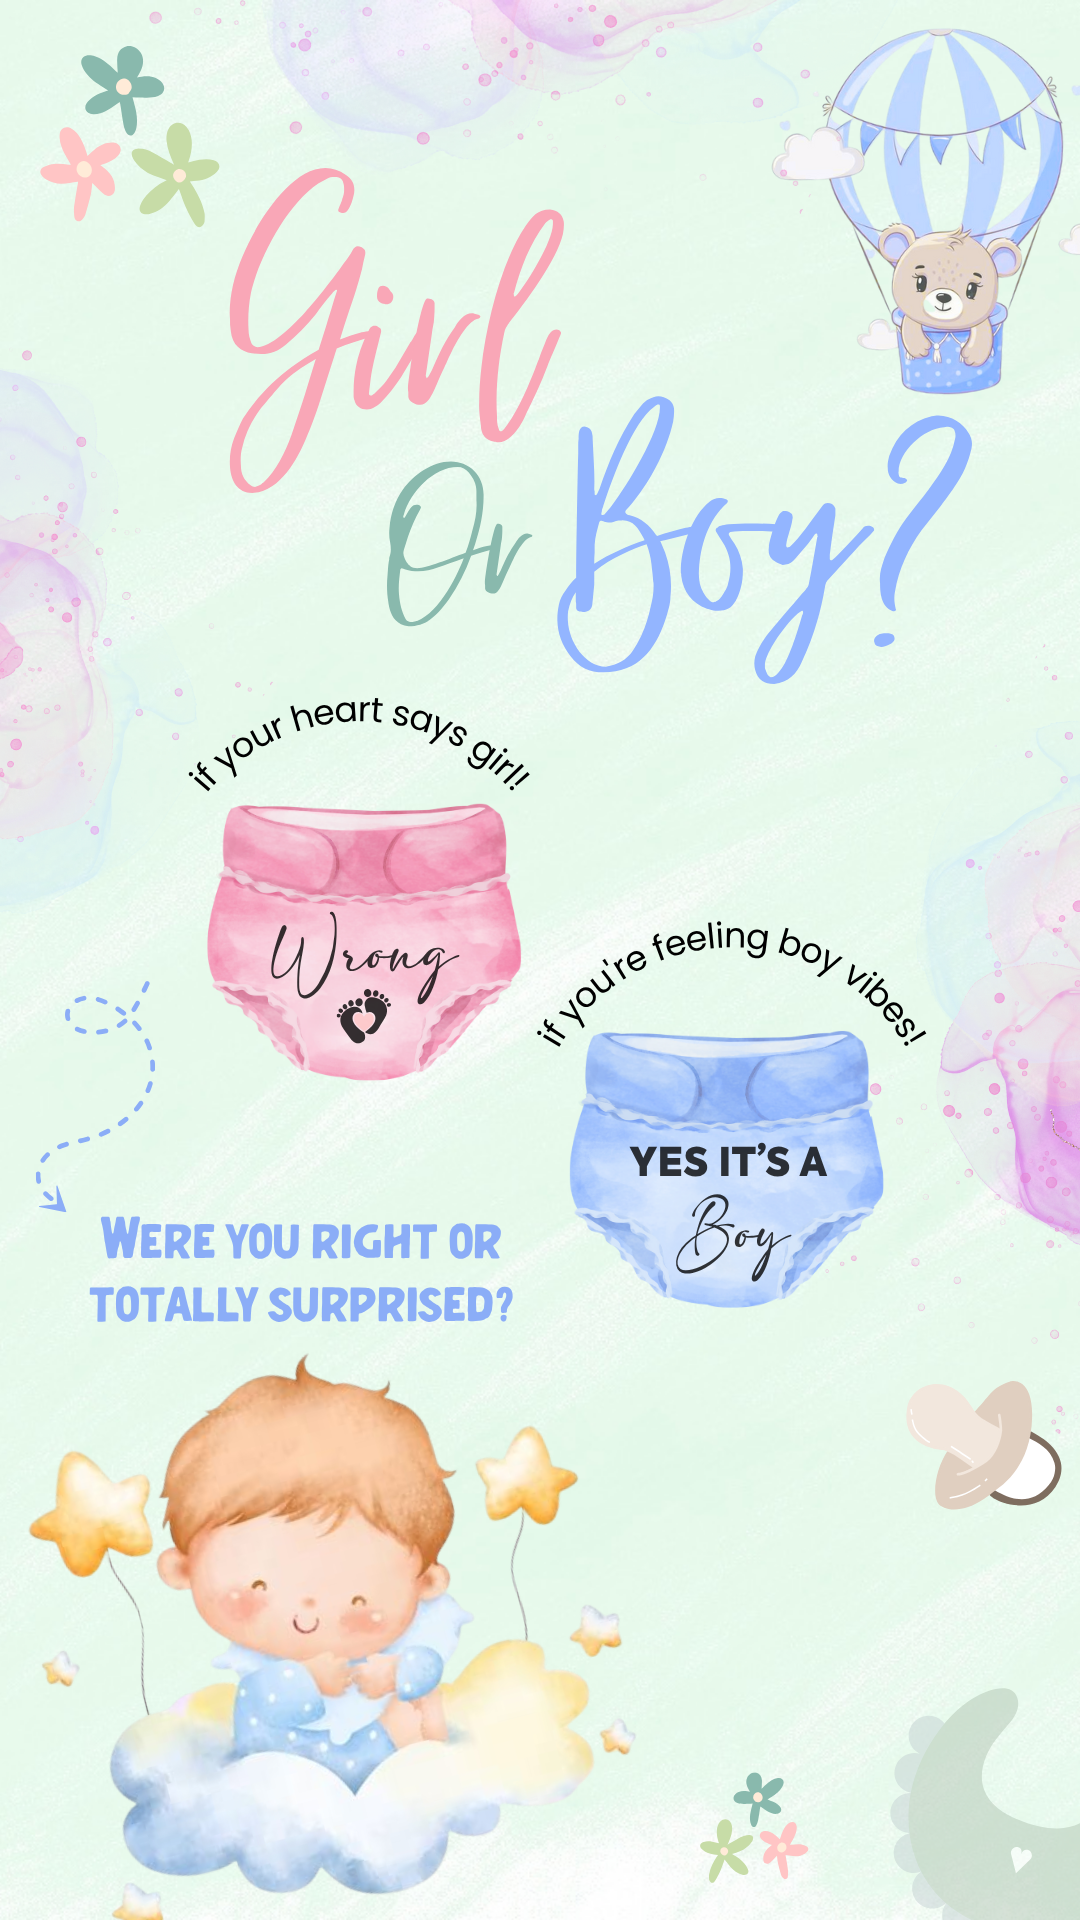 Girl
Or Boy?
if your heart says girl!
Wrong
if you're feeling boy vibes!
YES IT'S A
Boy
WERE YOU RIGHT OR
TOTALLY SURPRISED?